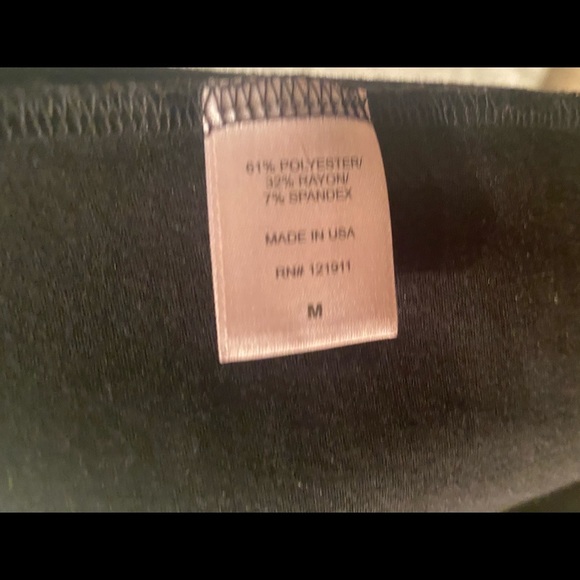 61% POLYESTER/
32% RAYON/
7% SPANDEX
MADE IN USA
RN# 121911
M